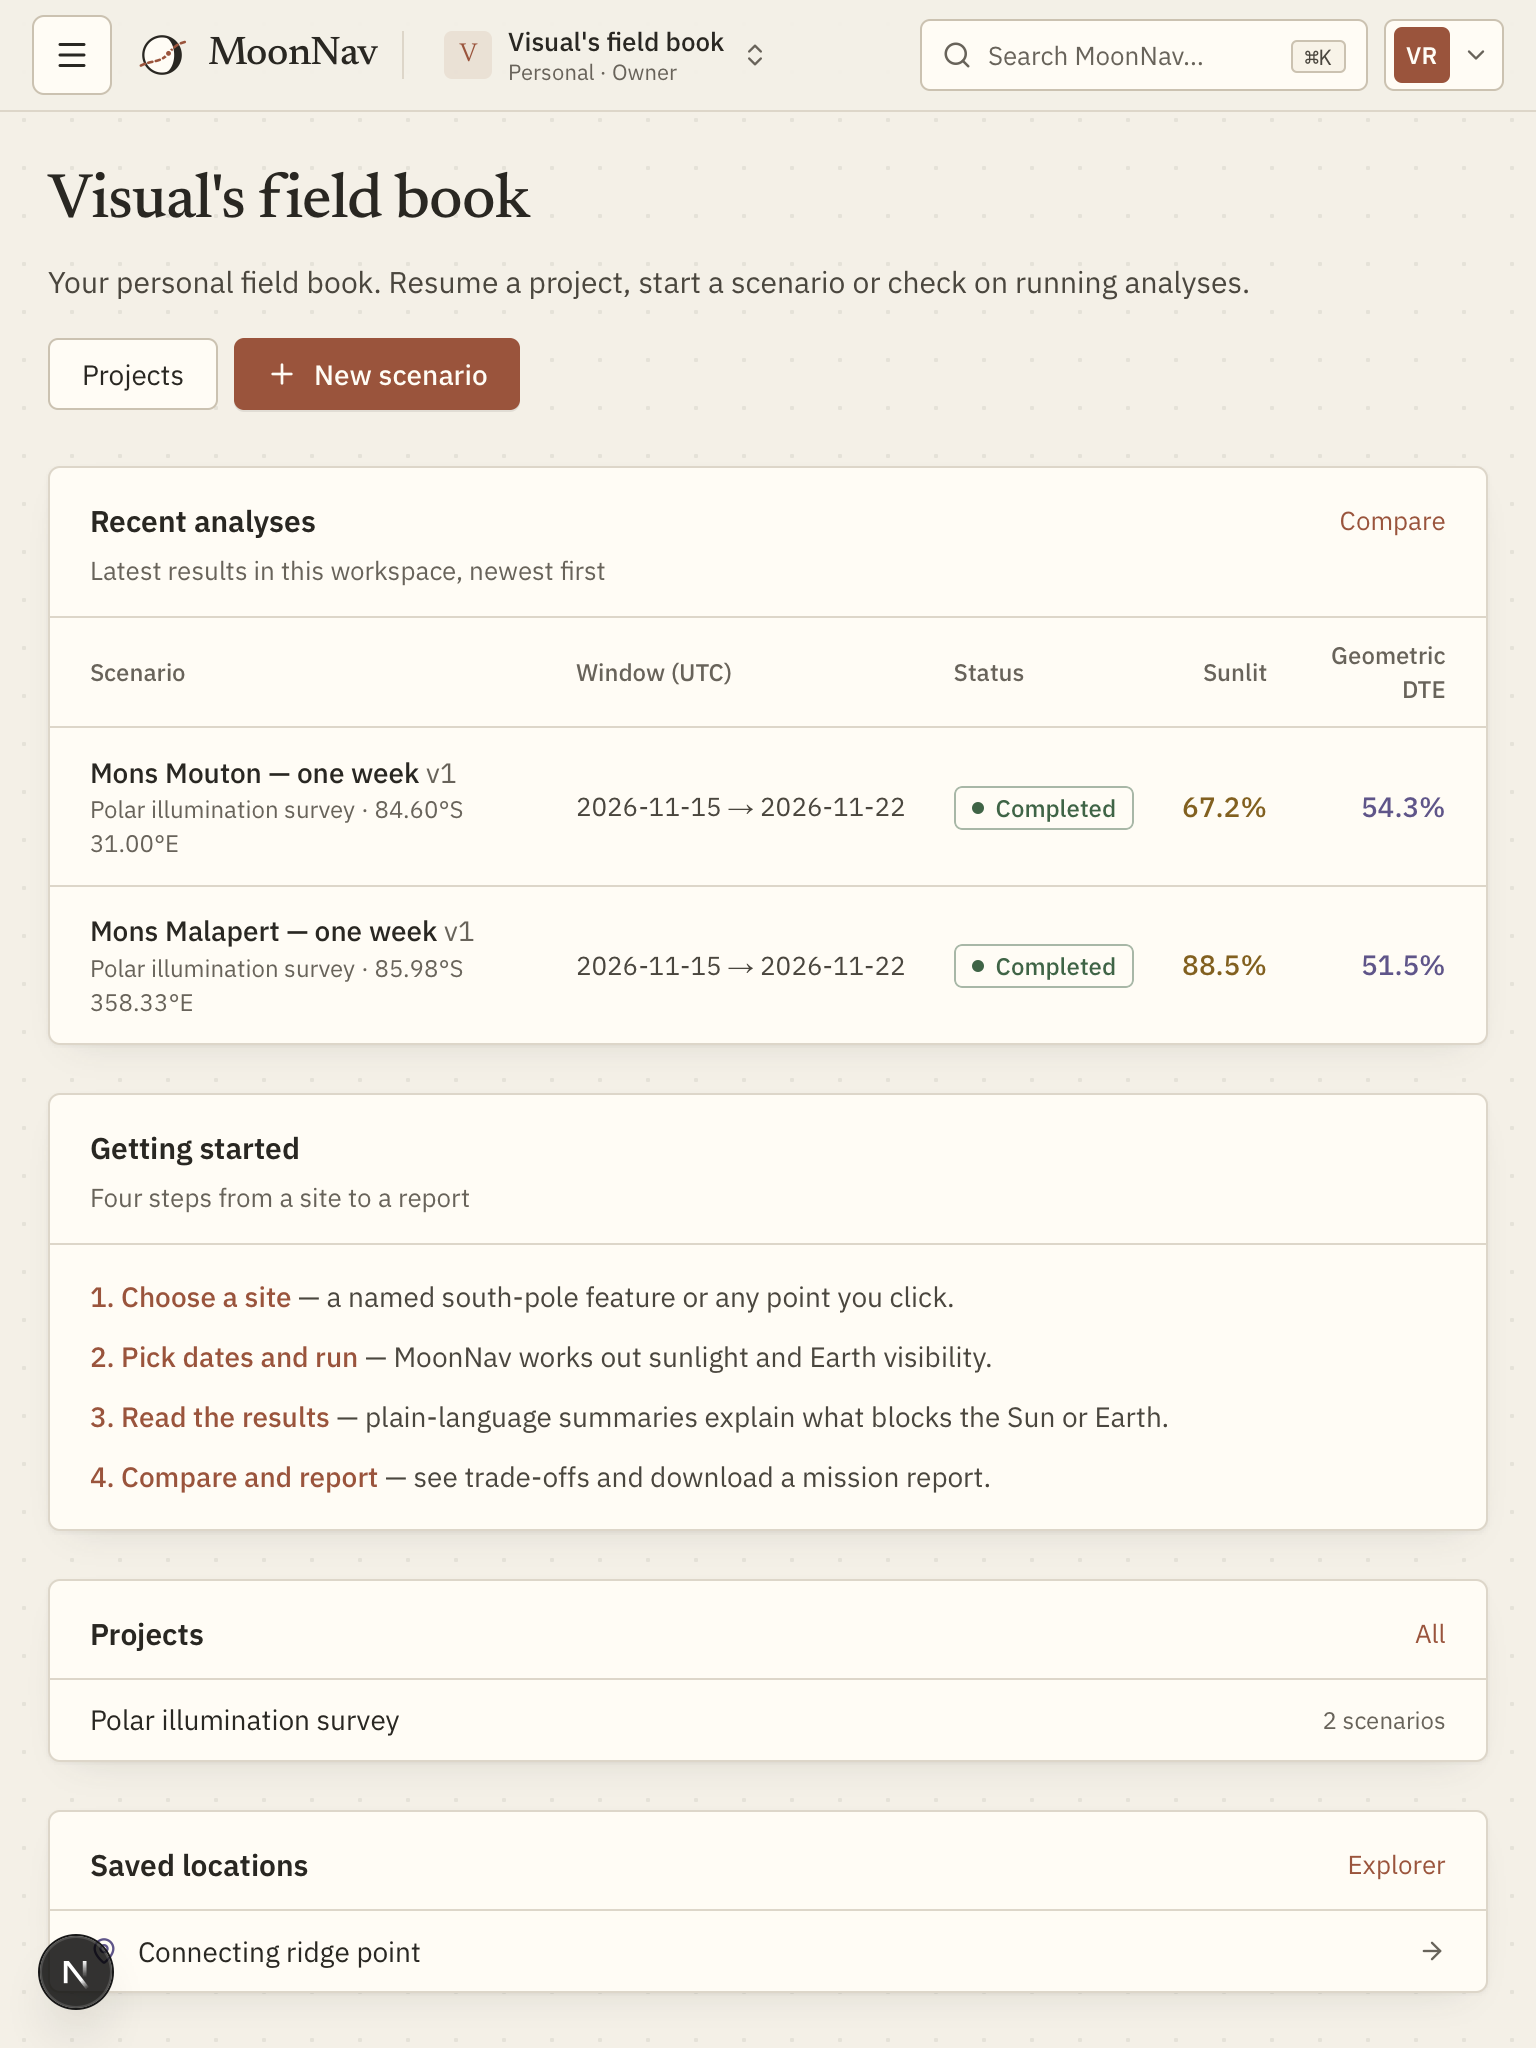 MoonNav
V
Visual's field book
Personal · Owner
Search MoonNav...
⌘K
VR
Visual's field book
Your personal field book. Resume a project, start a scenario or check on running analyses.
Projects
+ New scenario
Recent analyses
Compare
Latest results in this workspace, newest first
Scenario
Window (UTC)
Status
Sunlit
Geometric
DTE
Mons Mouton — one week v1
Polar illumination survey · 84.60°S
31.00°E
2026-11-15 → 2026-11-22
Completed
67.2%
54.3%
Mons Malapert — one week v1
Polar illumination survey · 85.98°S
358.33°E
2026-11-15 → 2026-11-22
Completed
88.5%
51.5%
Getting started
Four steps from a site to a report
1. Choose a site — a named south-pole feature or any point you click.
2. Pick dates and run — MoonNav works out sunlight and Earth visibility.
3. Read the results — plain-language summaries explain what blocks the Sun or Earth.
4. Compare and report — see trade-offs and download a mission report.
Projects
All
Polar illumination survey
2 scenarios
Saved locations
Explorer
Connecting ridge point
N